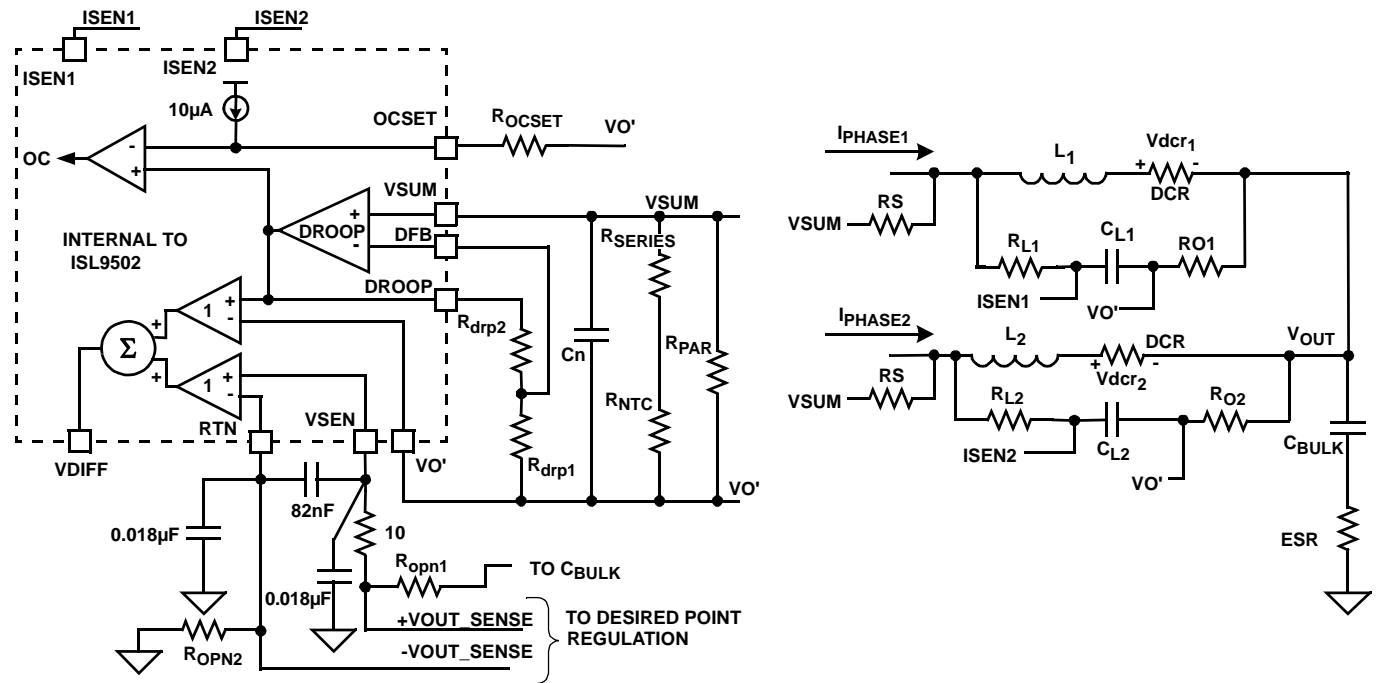 ISEN1
ISEN2
ISEN1
ISEN2
10µA
OCSET
ROCSET
VO'
OC
-
+
VSUM
VSUM
+
DROOP
-
DFB
INTERNAL TO
ISL9502
DROOP
RSERIES
Rdrp2
Cn
RPAR
1
+
-
Σ
+
+
1
+
-
RNTC
Rdrp1
RTN
VSEN
VDIFF
VO'
VO'
82nF
0.018µF
10
Ropn1
TO CBULK
0.018µF
+VOUT_SENSE
-VOUT_SENSE
TO DESIRED POINT
REGULATION
ROPN2
IPHASE1
L1
Vdcr1
+
-
DCR
RS
VSUM
RL1
CL1
RO1
ISEN1
VO'
IPHASE2
L2
DCR
VOUT
+
-
Vdcr2
RS
VSUM
RL2
CL2
RO2
ISEN2
VO'
CBULK
ESR